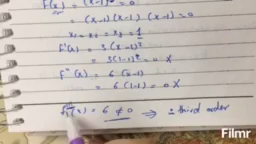 f(x) = (x-1)³ = 0
(x-1)(x-1)(x-1) = 0
x₁ = x₂ = x₃ = 1
f'(x) = 3(x-1)²
3(1-1)² = 0 X
f''(x) = 6(x-1)
6(1-1) = 0 X
f'''(x) = 6 ≠ 0 ⇒ = third order
Filmr